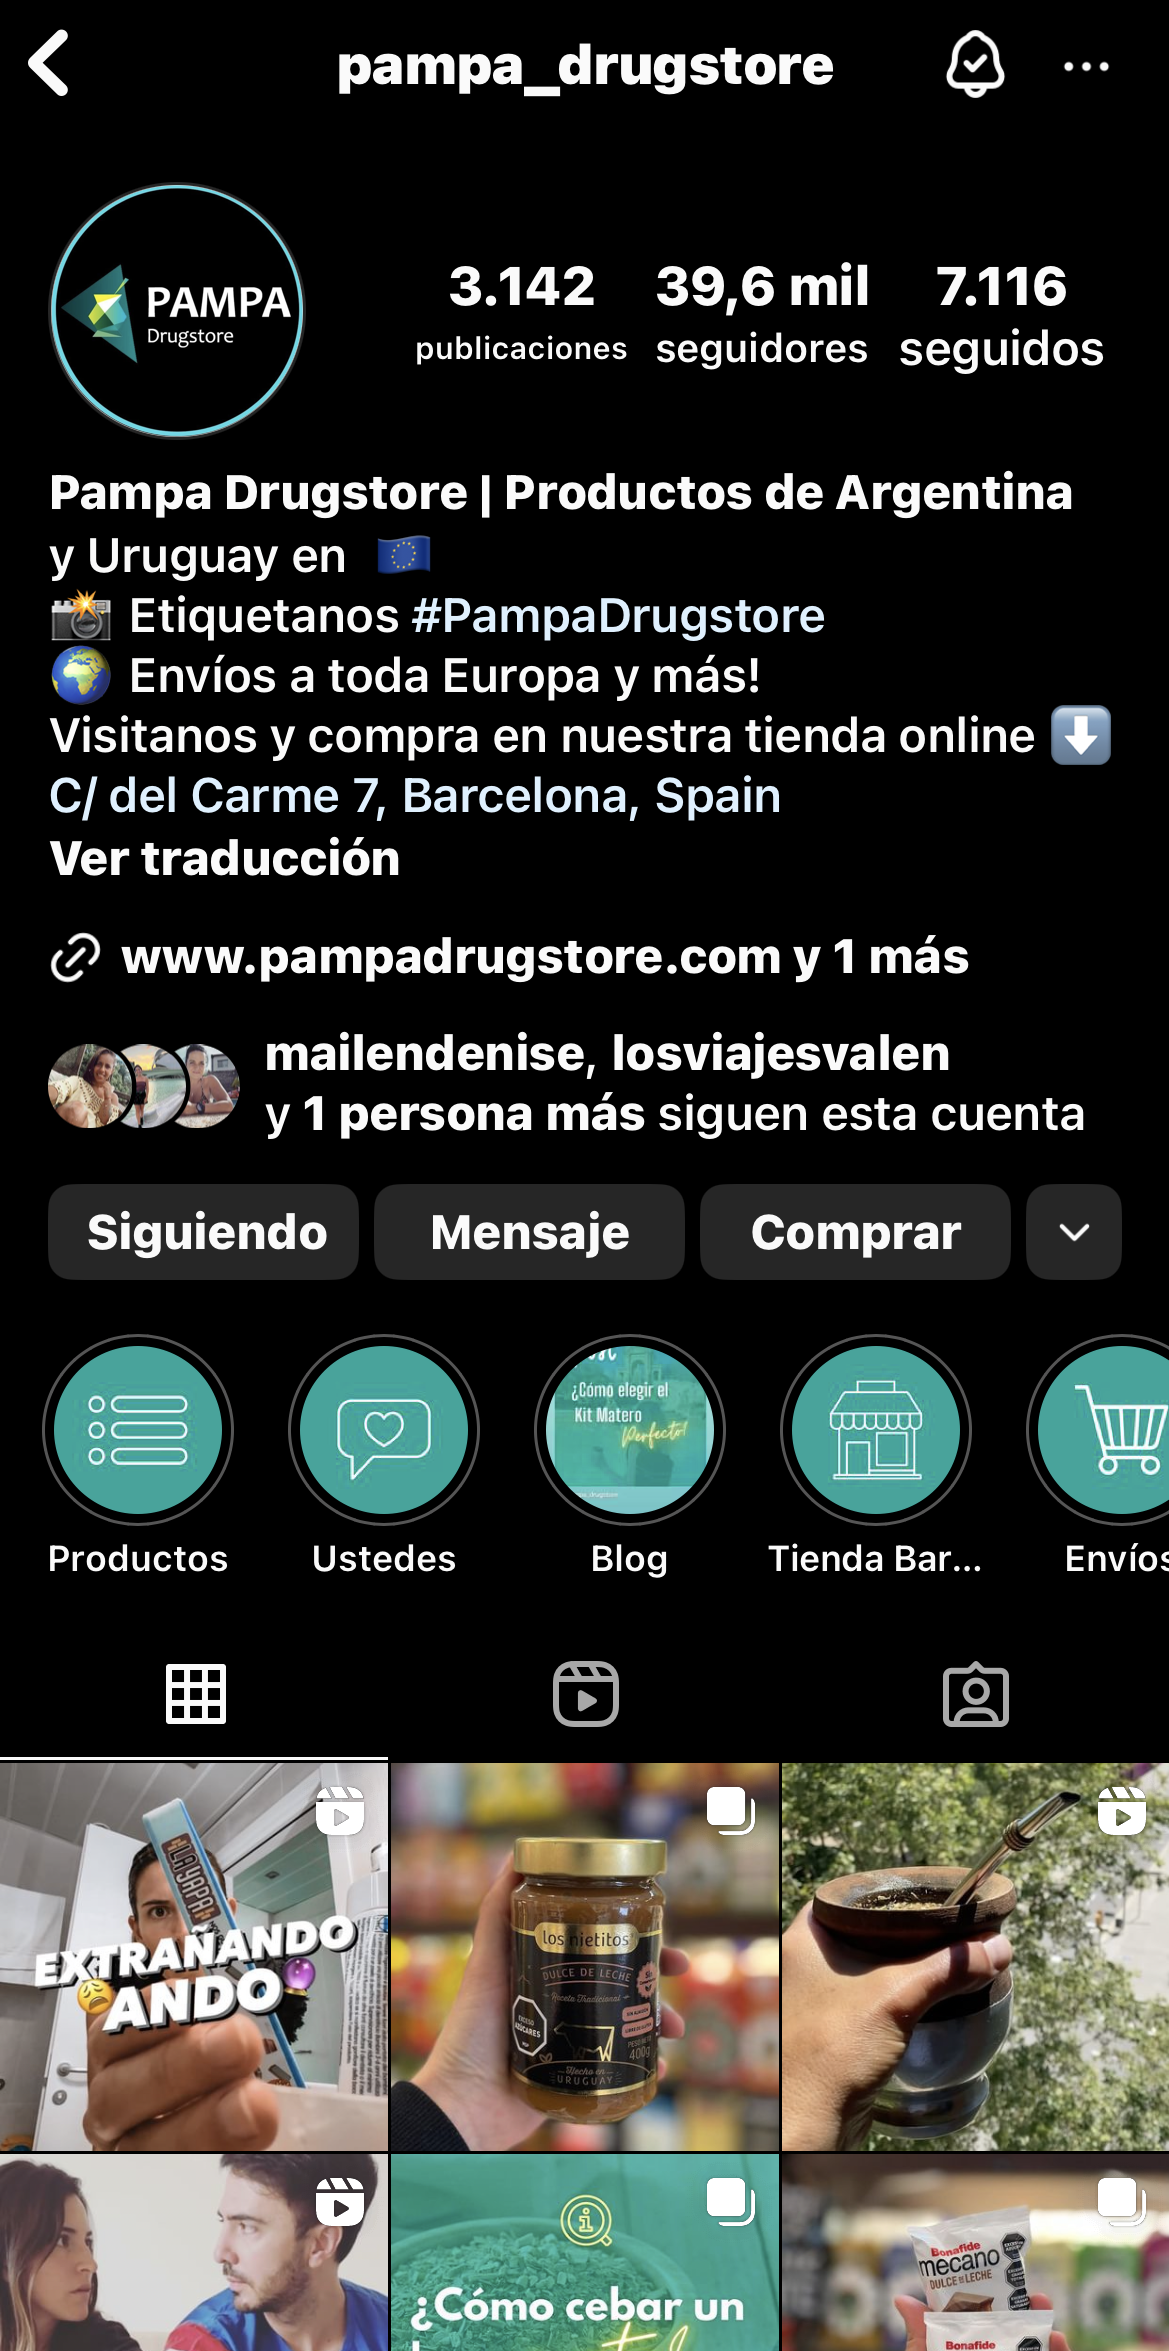 pampa_drugstore
PAMPA
Drugstore
3.142
publicaciones
39,6 mil
seguidores
7.116
seguidos
Pampa Drugstore | Productos de Argentina
y Uruguay en 🇪🇺
📸 Etiquetanos #PampaDrugstore
🌍 Envíos a toda Europa y más!
Visitanos y compra en nuestra tienda online ⬇️
C/ del Carme 7, Barcelona, Spain
Ver traducción
www.pampadrugstore.com y 1 más
mailendenise, losviajesvalen
y 1 persona más siguen esta cuenta
Siguiendo
Mensaje
Comprar
¿Cómo elegir el
Kit Matero
Perfecto!
Productos
Ustedes
Blog
Tienda Bar...
Envíos
LA YAPA
EXTRAÑANDO
ANDO
los nietitos
DULCE DE LECHE
Receta Tradicional
EXCESO
AZÚCARES
400g
Hecho en
URUGUAY
¿Cómo cebar un
Bonafide
mecano
DULCE DE LECHE
Bonafide